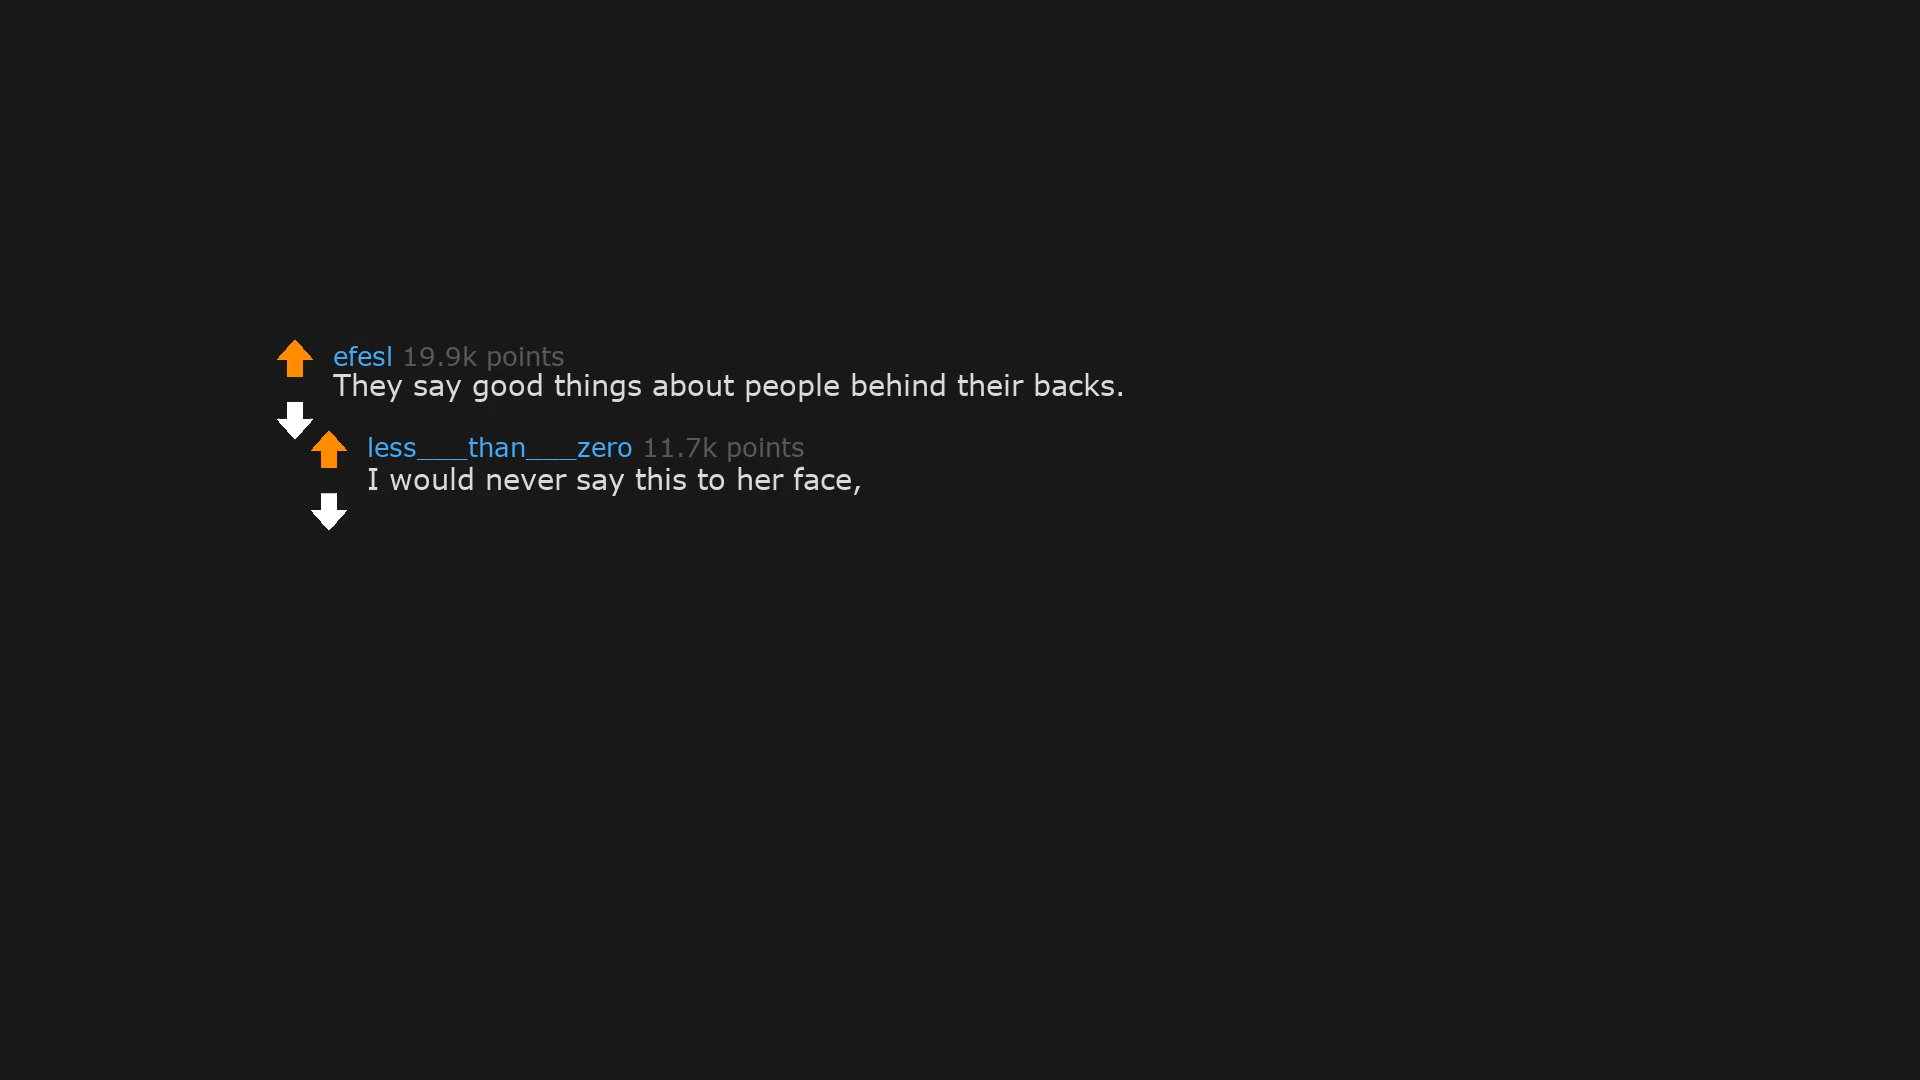 efesl 19.9k points
They say good things about people behind their backs.
less___than___zero 11.7k points
I would never say this to her face,